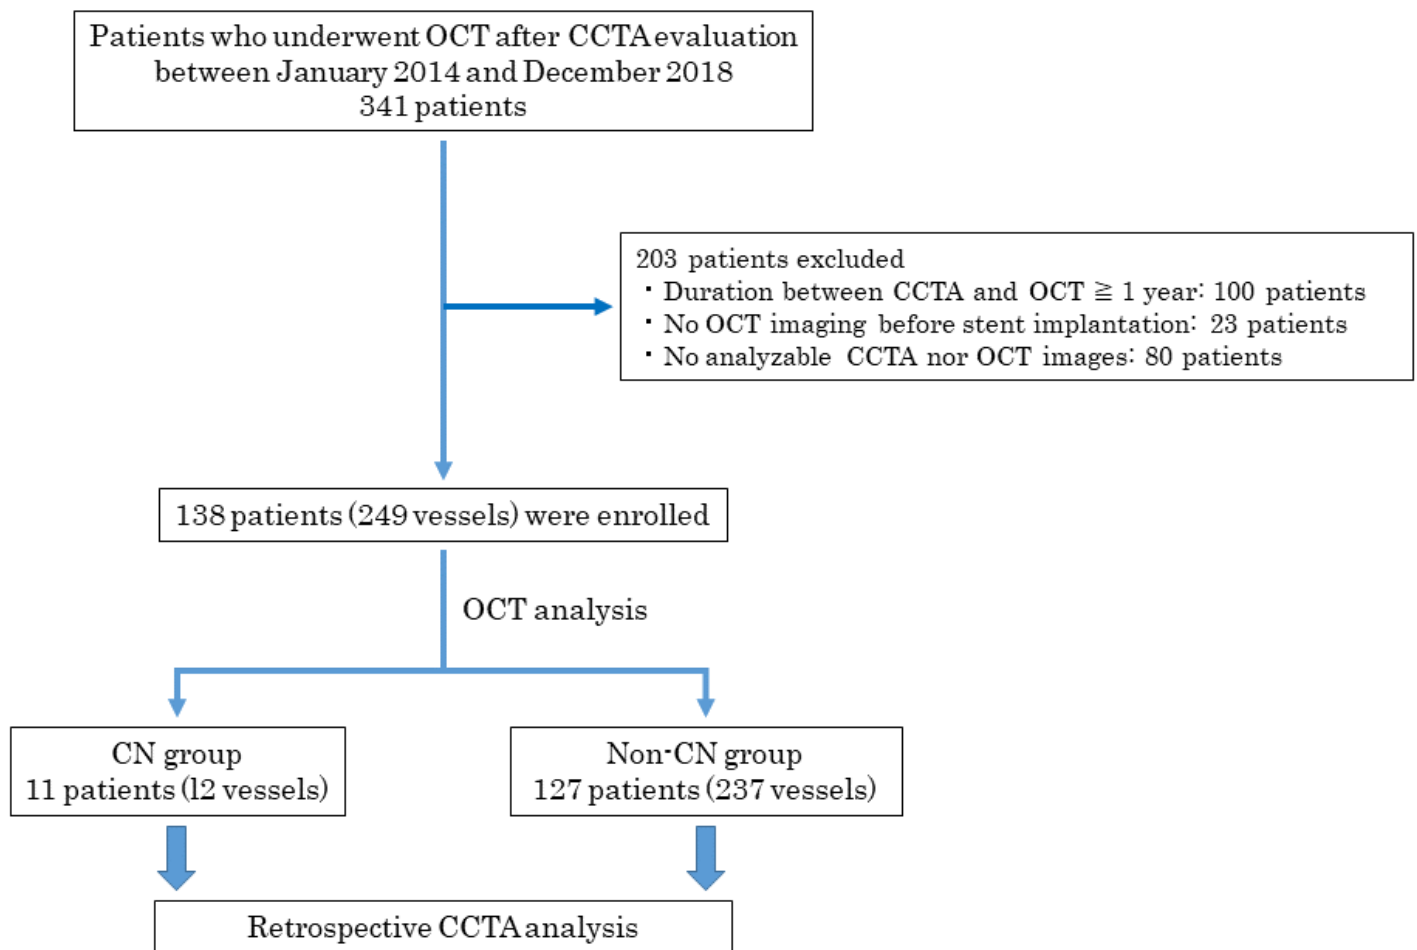 Patients who underwent OCT after CCTA evaluation
between January 2014 and December 2018
341 patients
203 patients excluded
・Duration between CCTA and OCT ≧ 1 year: 100 patients
・No OCT imaging before stent implantation: 23 patients
・No analyzable CCTA nor OCT images: 80 patients
138 patients (249 vessels) were enrolled
OCT analysis
CN group
11 patients (l2 vessels)
Non-CN group
127 patients (237 vessels)
Retrospective CCTA analysis